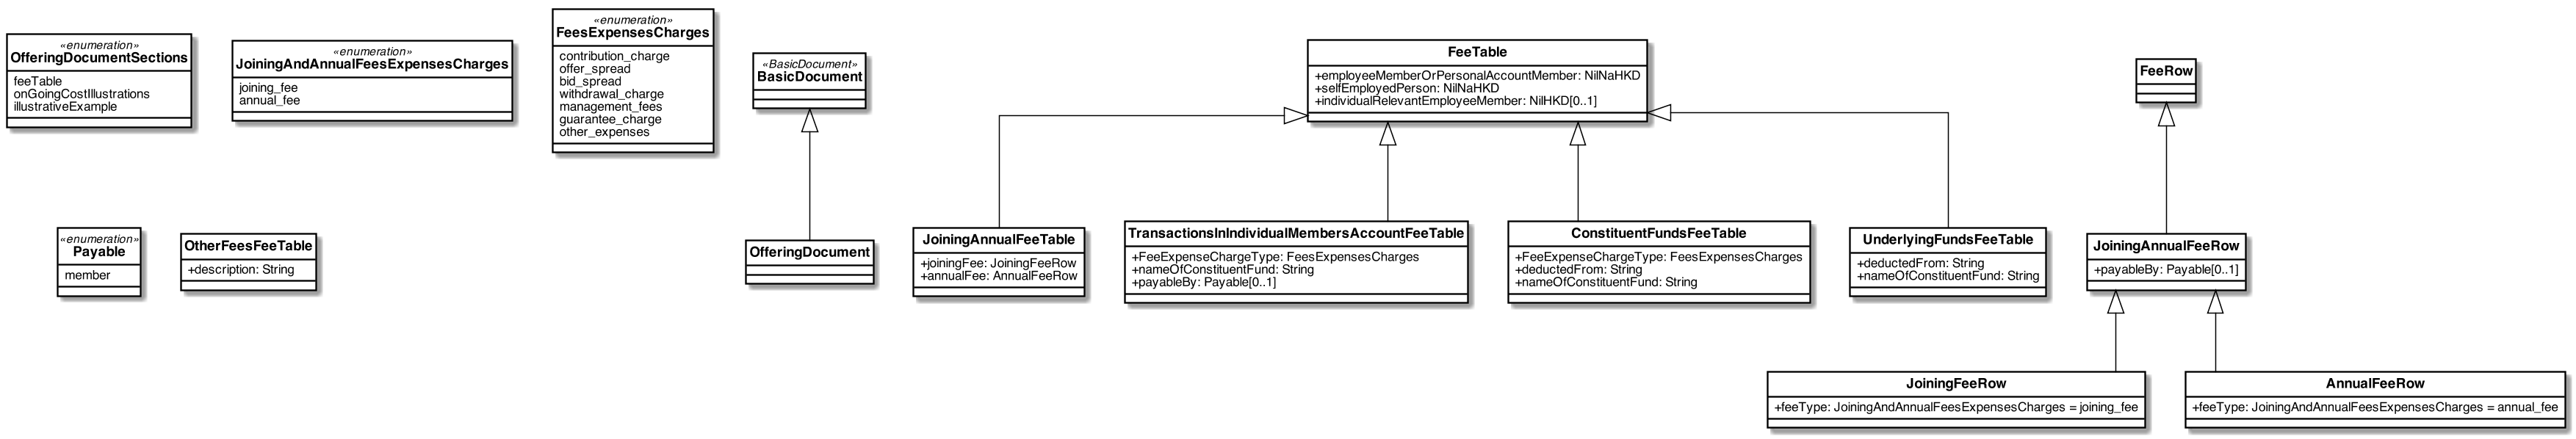 «enumeration»
OfferingDocumentSections
feeTable
onGoingCostIllustrations
illustrativeExample
«enumeration»
JoiningAndAnnualFeesExpensesCharges
joining_fee
annual_fee
«enumeration»
FeesExpensesCharges
contribution_charge
offer_spread
bid_spread
withdrawal_charge
management_fees
guarantee_charge
other_expenses
«BasicDocument»
BasicDocument
FeeTable
+employeeMemberOrPersonalAccountMember: NilNaHKD
+selfEmployedPerson: NilNaHKD
+individualRelevantEmployeeMember: NilHKD[0..1]
FeeRow
«enumeration»
Payable
member
OtherFeesFeeTable
+description: String
OfferingDocument
JoiningAnnualFeeTable
+joiningFee: JoiningFeeRow
+annualFee: AnnualFeeRow
TransactionsInIndividualMembersAccountFeeTable
+FeeExpenseChargeType: FeesExpensesCharges
+nameOfConstituentFund: String
+payableBy: Payable[0..1]
ConstituentFundsFeeTable
+FeeExpenseChargeType: FeesExpensesCharges
+deductedFrom: String
+nameOfConstituentFund: String
UnderlyingFundsFeeTable
+deductedFrom: String
+nameOfConstituentFund: String
JoiningAnnualFeeRow
+payableBy: Payable[0..1]
JoiningFeeRow
+feeType: JoiningAndAnnualFeesExpensesCharges = joining_fee
AnnualFeeRow
+feeType: JoiningAndAnnualFeesExpensesCharges = annual_fee